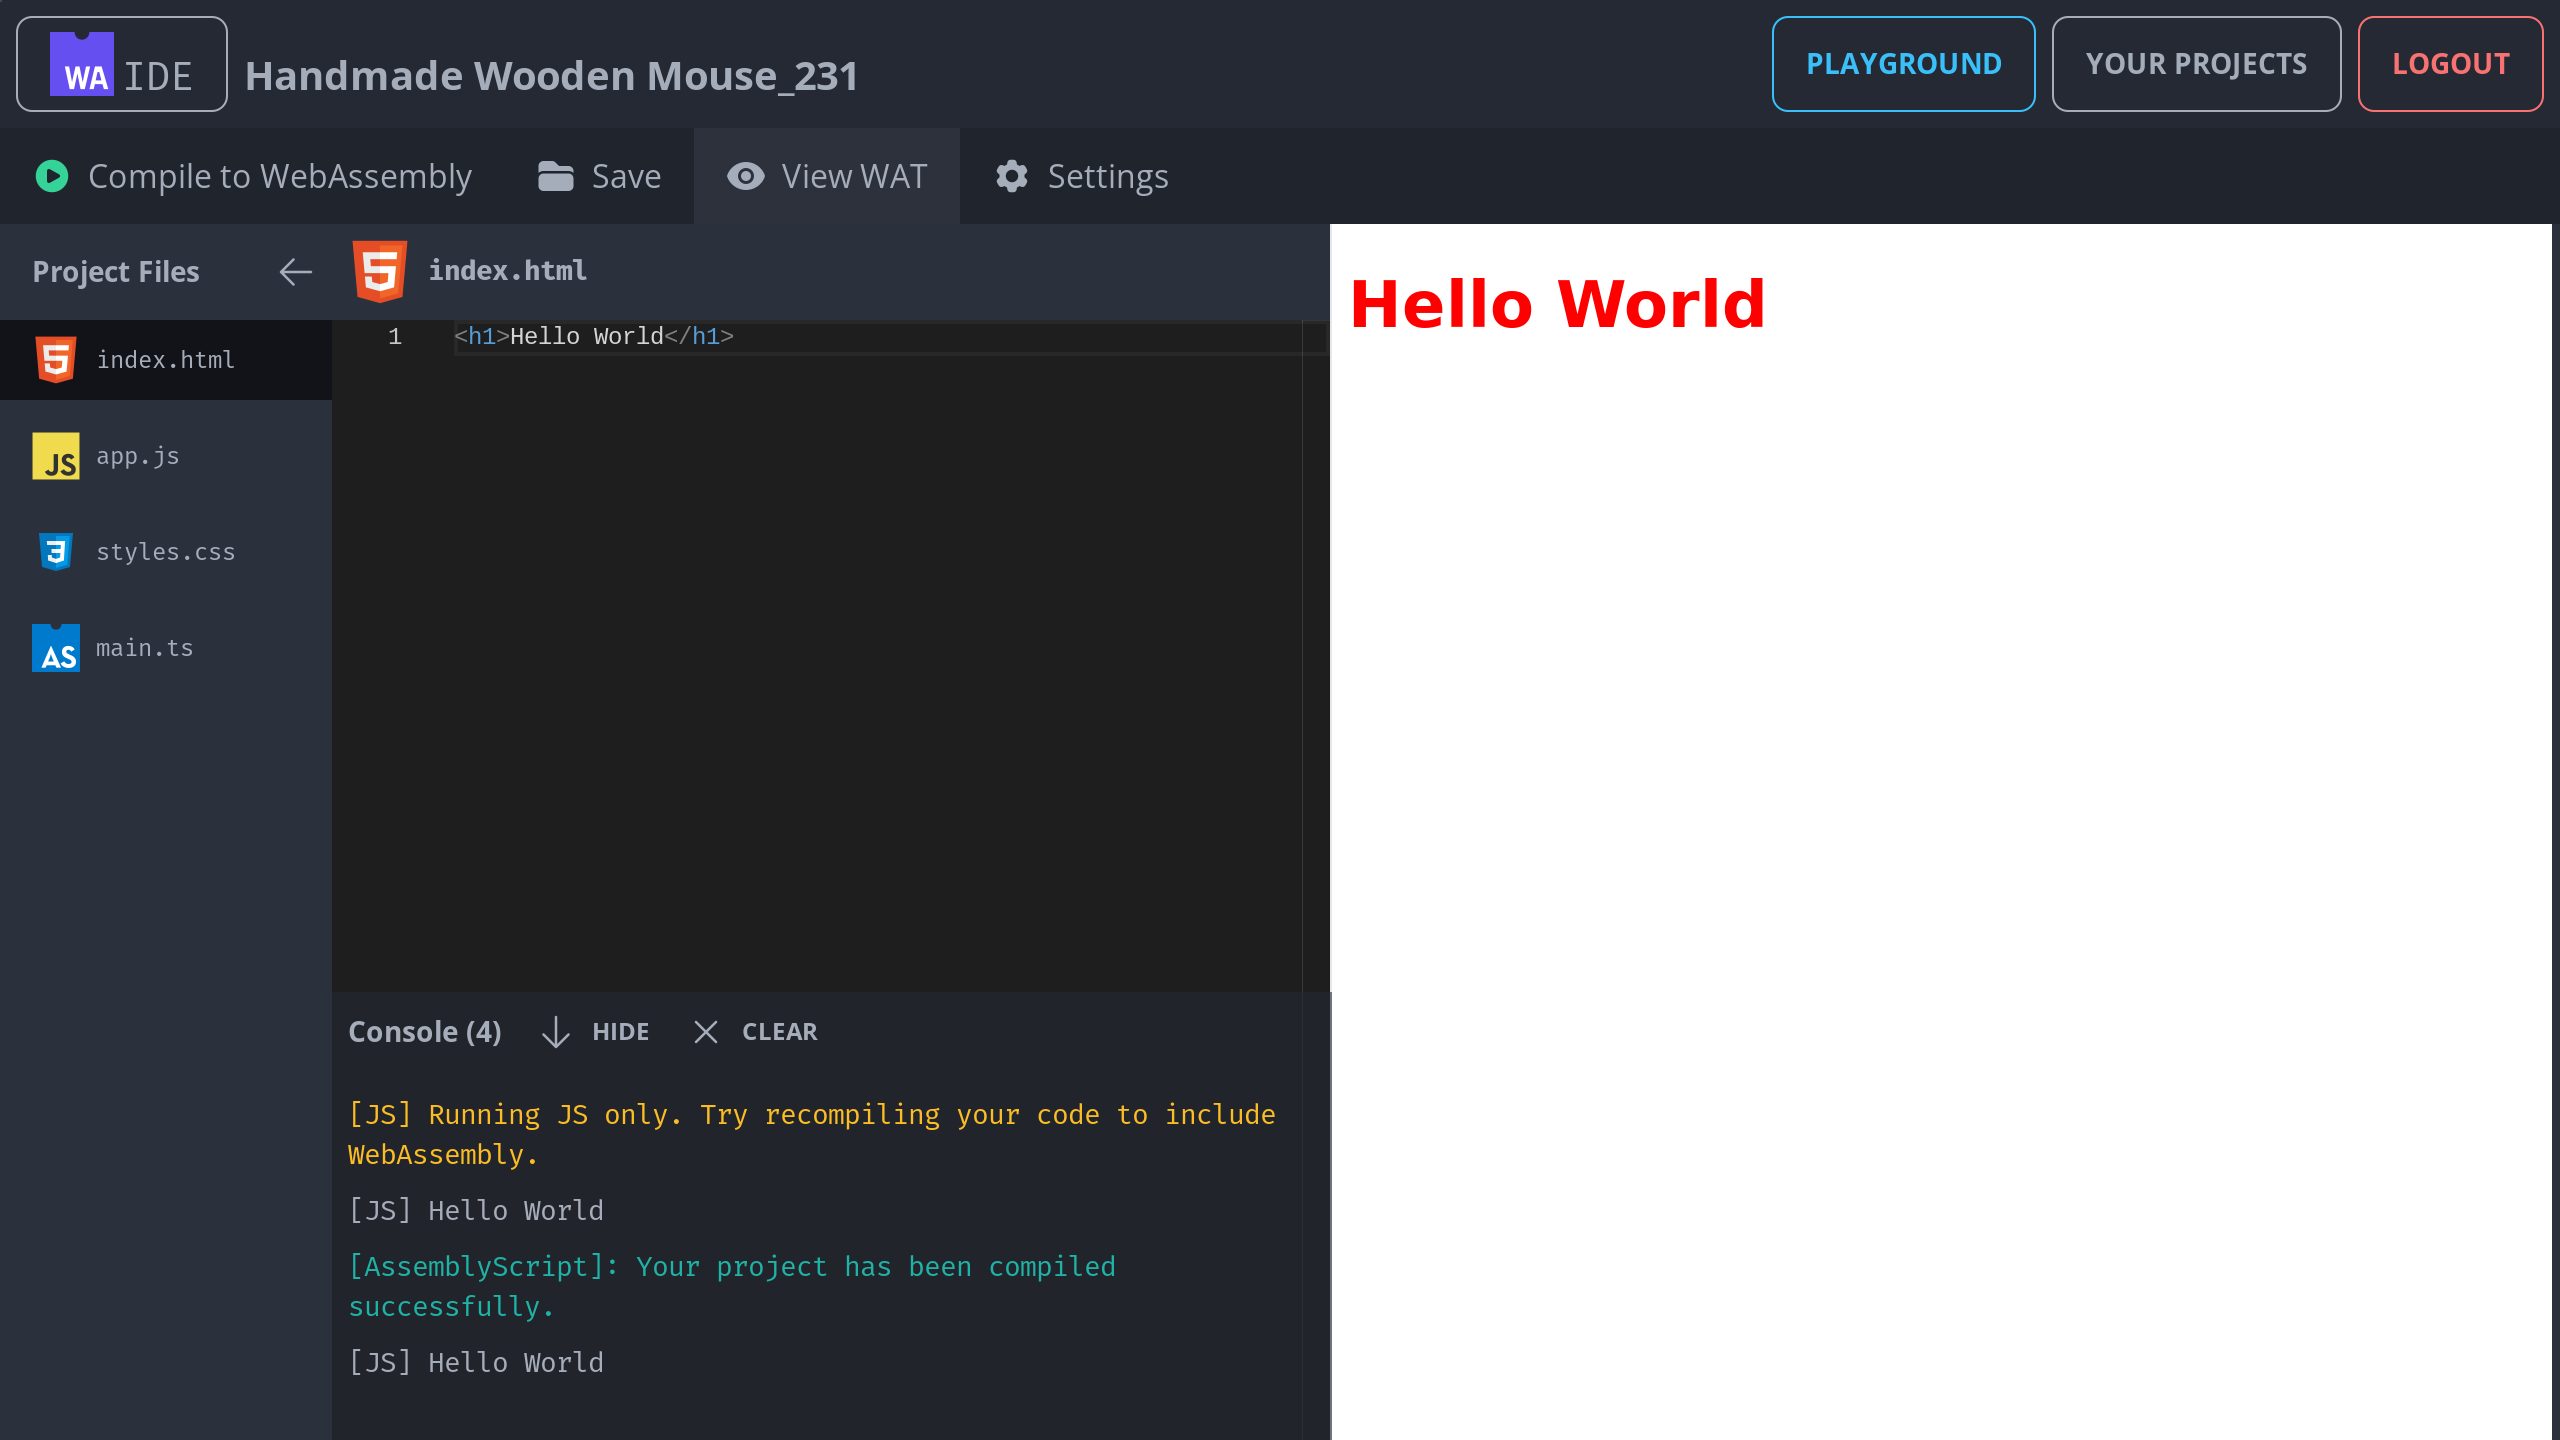 WA IDE
Handmade Wooden Mouse_231
PLAYGROUND
YOUR PROJECTS
LOGOUT
Compile to WebAssembly
Save
View WAT
Settings
Project Files
index.html
JS app.js
styles.css
AS main.ts
index.html
1 <h1>Hello World</h1>
Console (4)
HIDE
CLEAR
[JS] Running JS only. Try recompiling your code to include
WebAssembly.
[JS] Hello World
[AssemblyScript]: Your project has been compiled
successfully.
[JS] Hello World
Hello World